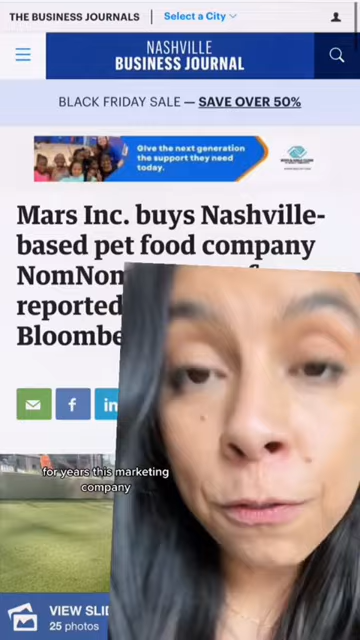 THE BUSINESS JOURNALS
Select a City
NASHVILLE
BUSINESS JOURNAL
BLACK FRIDAY SALE — SAVE OVER 50%
Give the next generation
the support they need
today.
Mars Inc. buys Nashville-
based pet food company
NomNom
reported
Bloombe
in
for years this marketing
company
VIEW SLI
25 photos